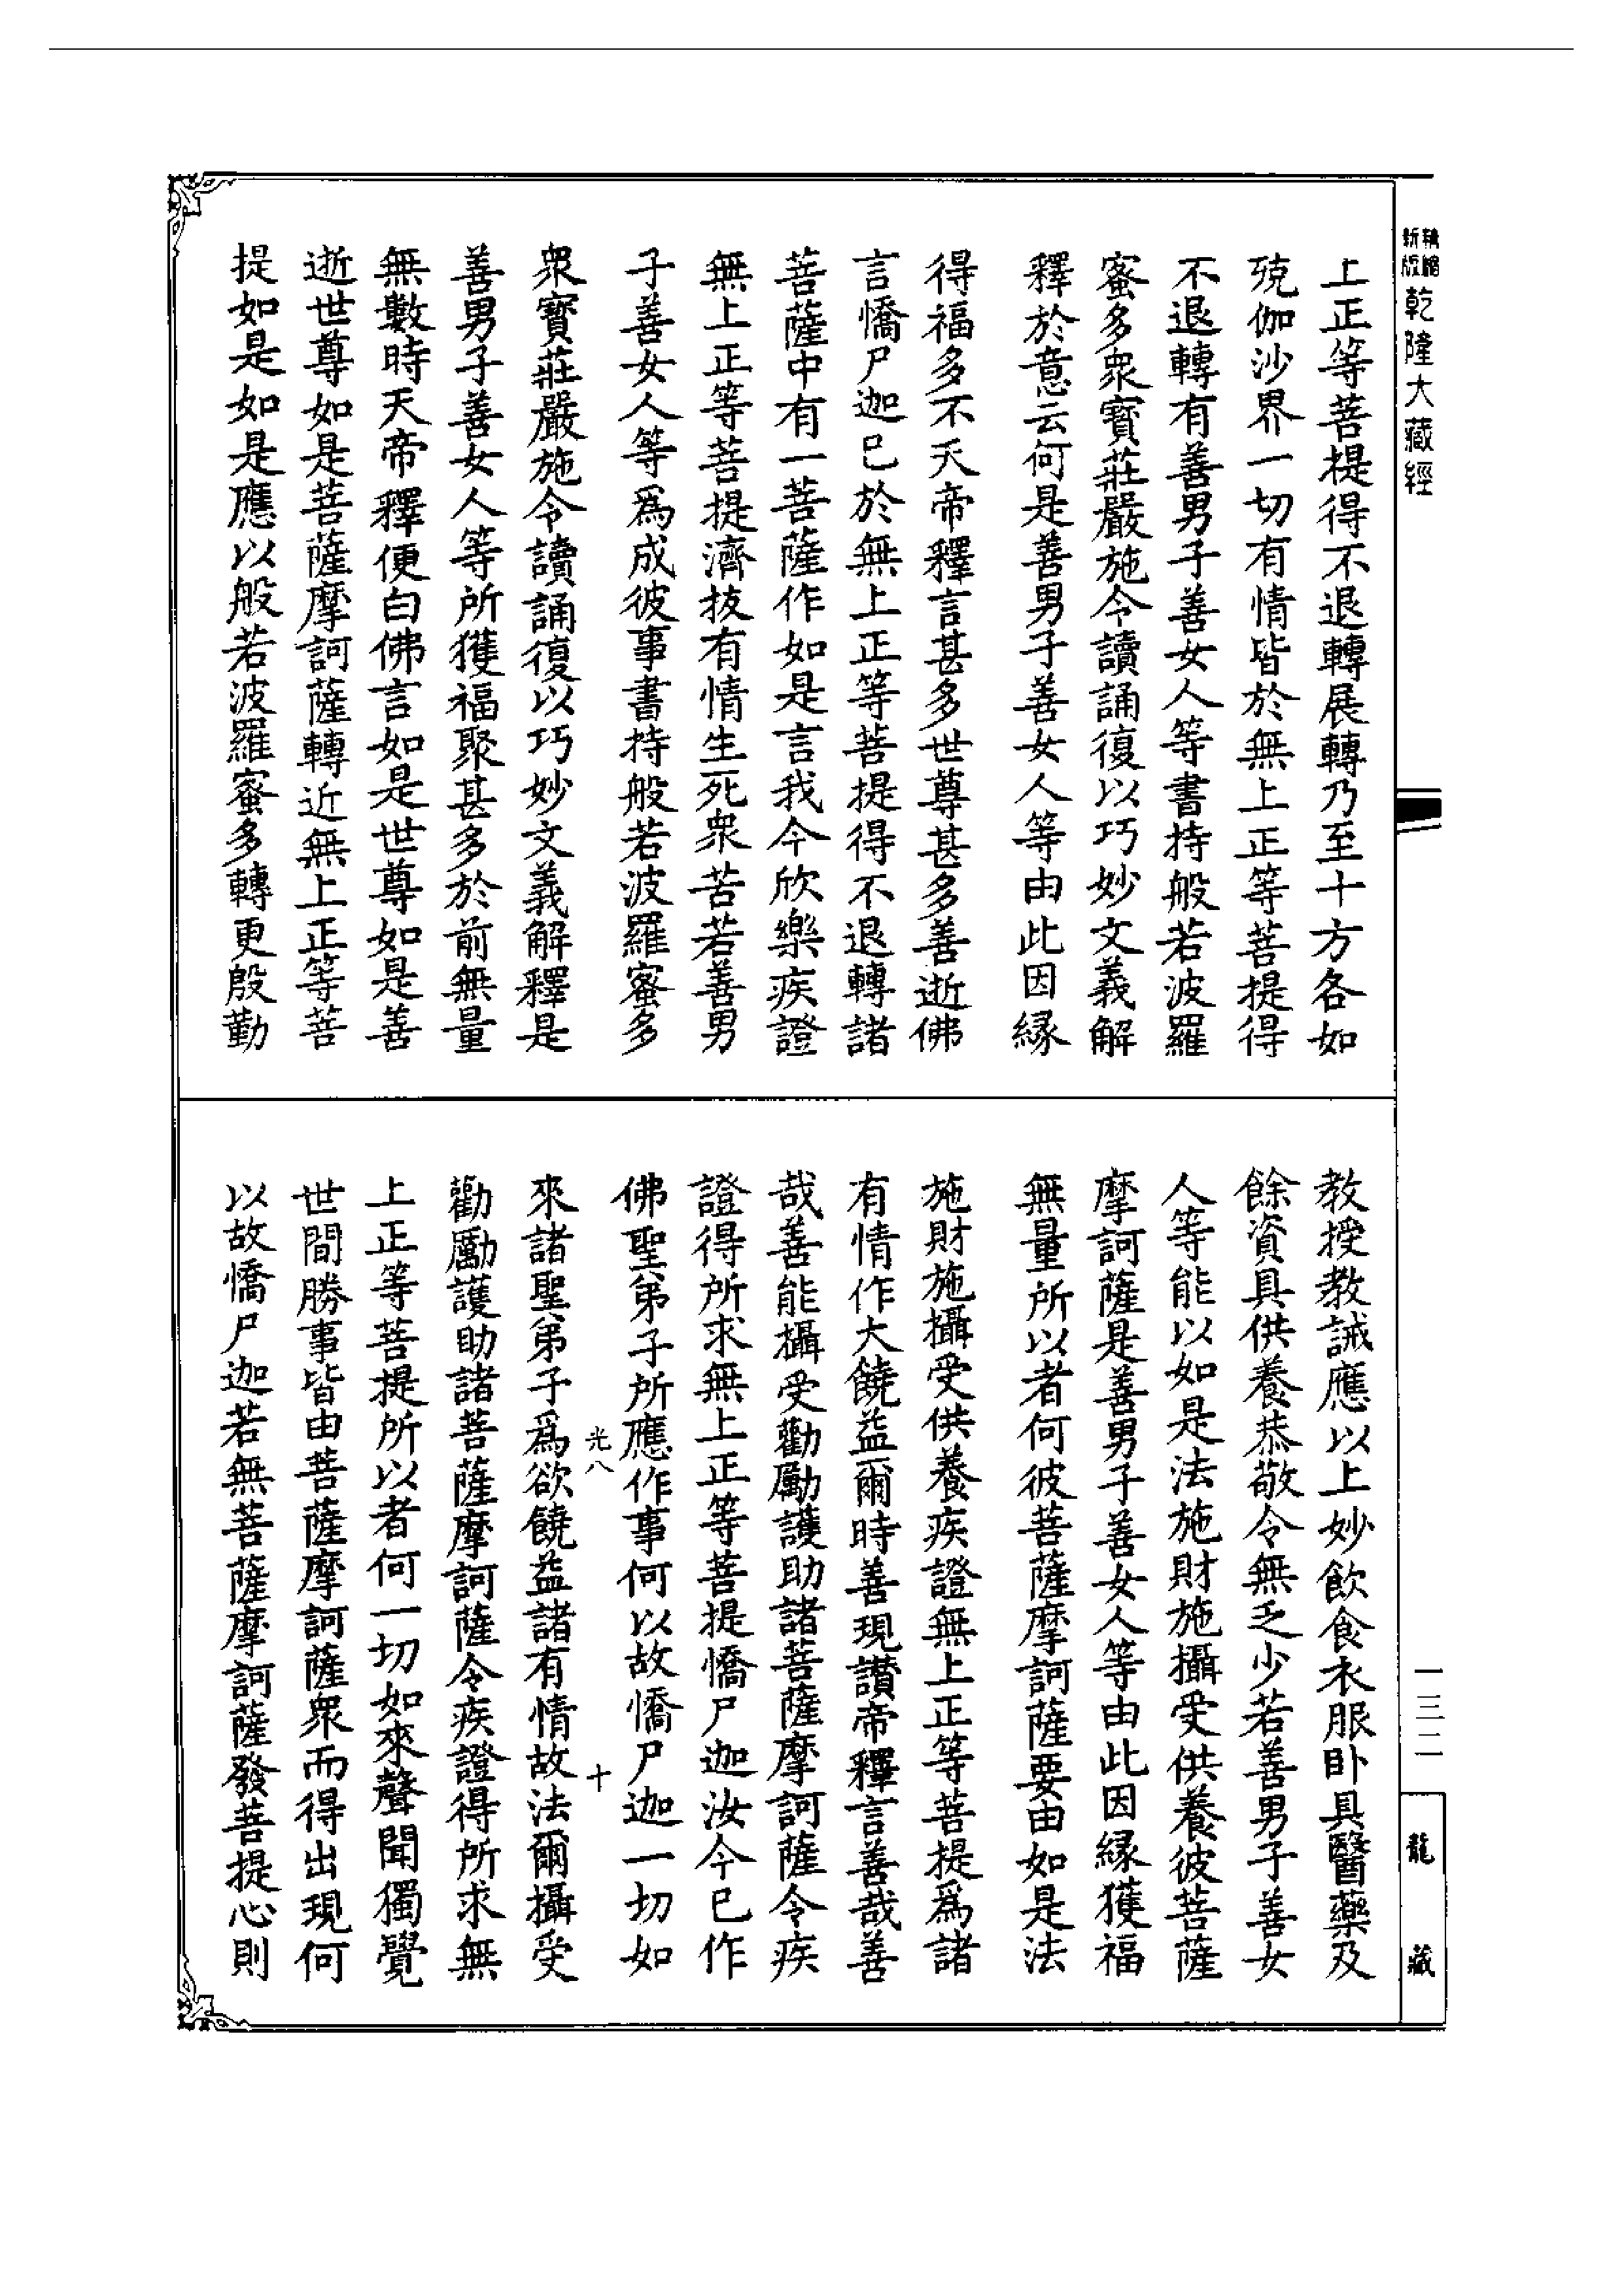 上正等菩提得不退轉展轉乃至十方各如
殑伽沙界一切有情皆於無上正等菩提得
不退轉有善男子善女人等書持般若波羅
蜜多衆寳莊嚴施令讀誦復以巧妙文義解
釋於意云何是善男子善女人等由此因緣
得福多不天帝釋言甚多世尊甚多善逝佛
言憍尸迦已於無上正等菩提得不退轉諸
菩薩中有一菩薩作如是言我今欣樂疾證
無上正等菩提濟拔有情生死衆苦若善男
子善女人等爲成彼事書持般若波羅蜜多
衆寳莊嚴施令讀誦復以巧妙文義解釋是
善男子善女人等所獲福聚甚多於前無量
無數時天帝釋便白佛言如是世尊如是善
逝世尊如是菩薩摩訶薩轉近無上正等菩
提如是如是應以般若波羅蜜多轉更殷勤
教授教誡應以上妙飲食衣服卧具醫藥及
餘資具供養恭敬令無乏少若善男子善女
人等能以如是法施財施攝受供養彼菩薩
摩訶薩是善男子善女人等由此因緣獲福
無量所以者何彼菩薩摩訶薩要由如是法
施財施攝受供養疾證無上正等菩提爲諸
有情作大饒益爾時善現讃帝釋言善哉善
哉善能攝受勸勵護助諸菩薩摩訶薩令疾
證得所求無上正等菩提憍尸迦汝今已作
佛聖弟子所應作事何以故憍尸迦一切如
光八 十
來諸聖弟子爲欲饒益諸有情故法爾攝受
勸勵護助諸菩薩摩訶薩令疾證得所求無
上正等菩提所以者何一切如來聲聞獨覺
世間勝事皆由菩薩摩訶薩衆而得出現何
以故憍尸迦若無菩薩摩訶薩發菩提心則
新版
乾隆大藏經
一三二
龍藏